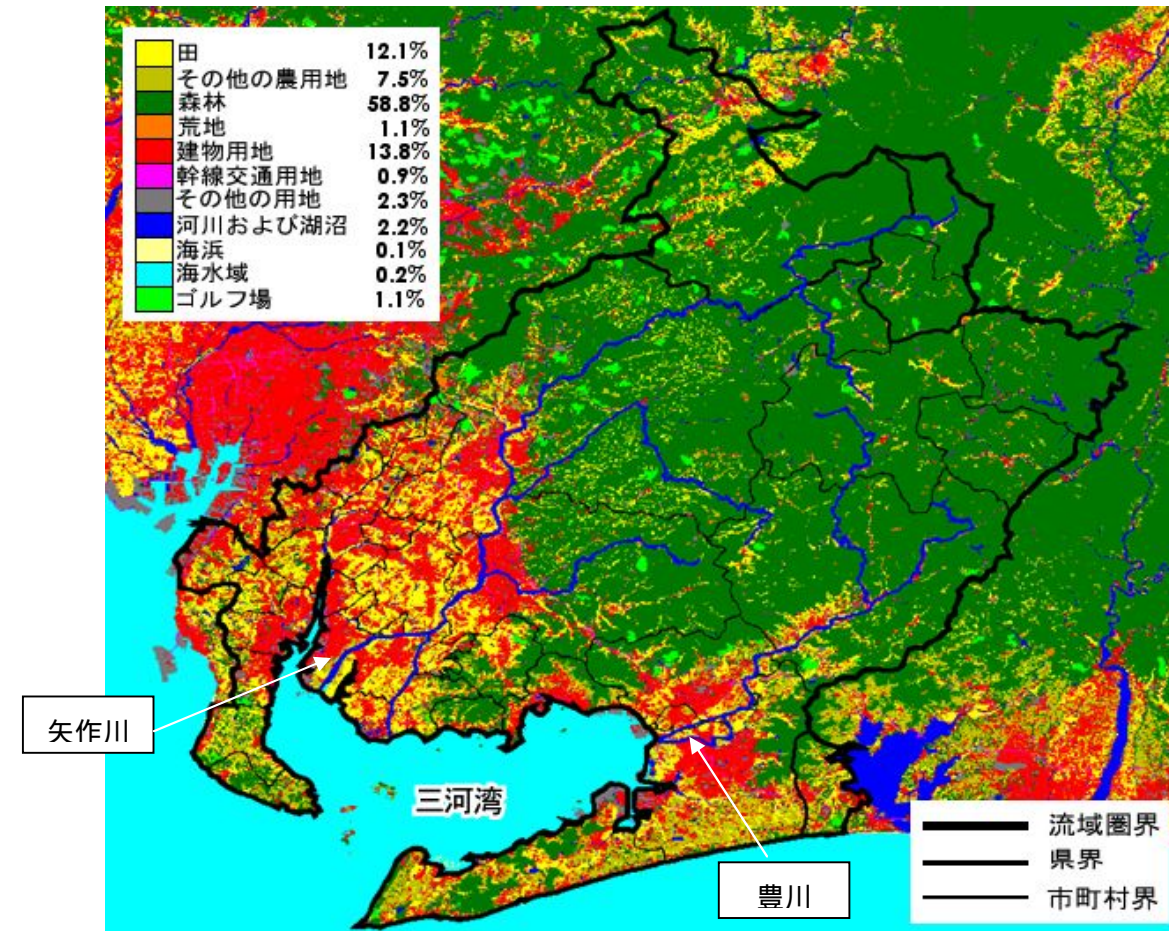 田 12.1%
その他の農用地 7.5%
森林 58.8%
荒地 1.1%
建物用地 13.8%
幹線交通用地 0.9%
その他の用地 2.3%
河川および湖沼 2.2%
海浜 0.1%
海水域 0.2%
ゴルフ場 1.1%
矢作川
三河湾
豊川
流域圏界
県界
市町村界